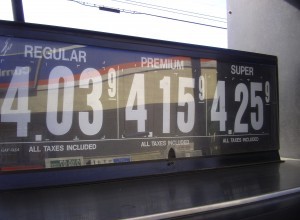 REGULAR PREMIUM SUPER
4.03 9 4.15 9 4.25 9
ALL TAXES INCLUDED ALL TAXES INCLUDED ALL TAXES INCLUDED